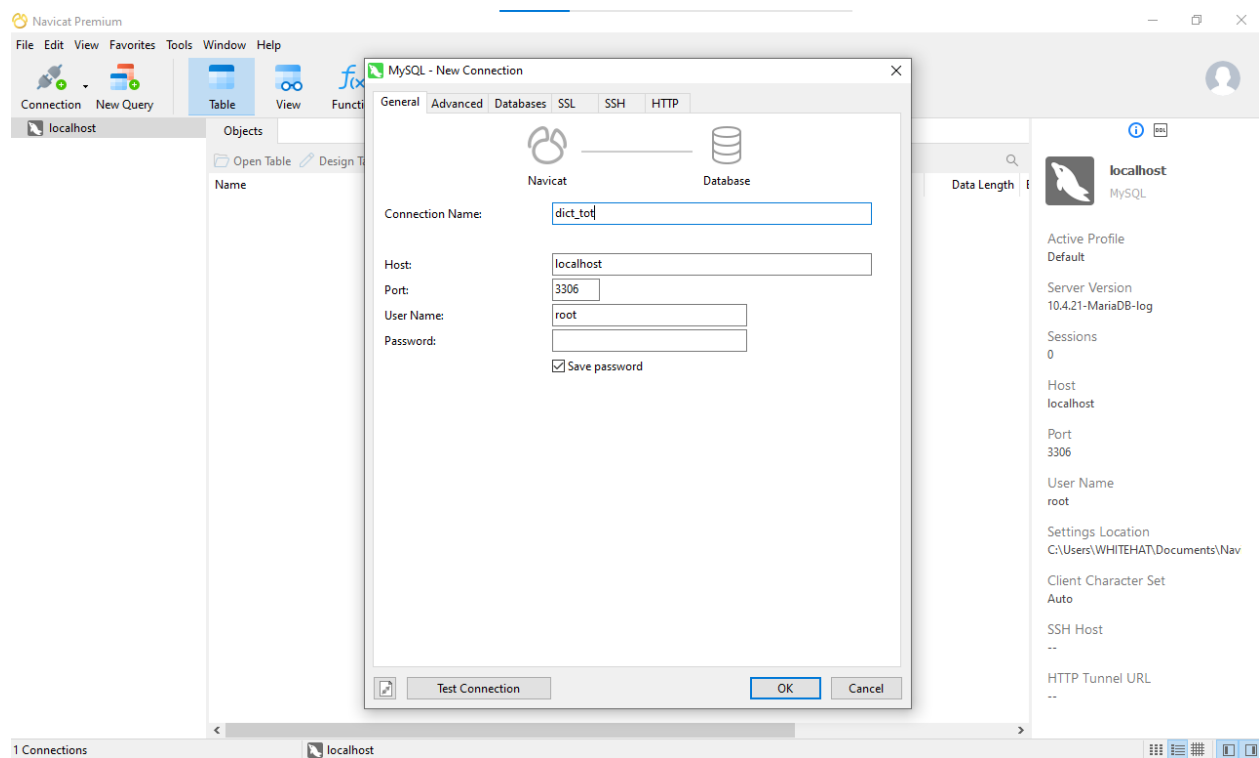 Navicat Premium
File Edit View Favorites Tools Window Help
Connection New Query Table View Functi
localhost
Objects
Open Table Design Ta
Name
Data Length
MySQL - New Connection
General Advanced Databases SSL SSH HTTP
Navicat Database
Connection Name: dict_tot
Host: localhost
Port: 3306
User Name: root
Password:
Save password
Test Connection OK Cancel
DDL
localhost
MySQL
Active Profile
Default
Server Version
10.4.21-MariaDB-log
Sessions
0
Host
localhost
Port
3306
User Name
root
Settings Location
C:\Users\WHITEHAT\Documents\Nav
Client Character Set
Auto
SSH Host
--
HTTP Tunnel URL
--
1 Connections localhost